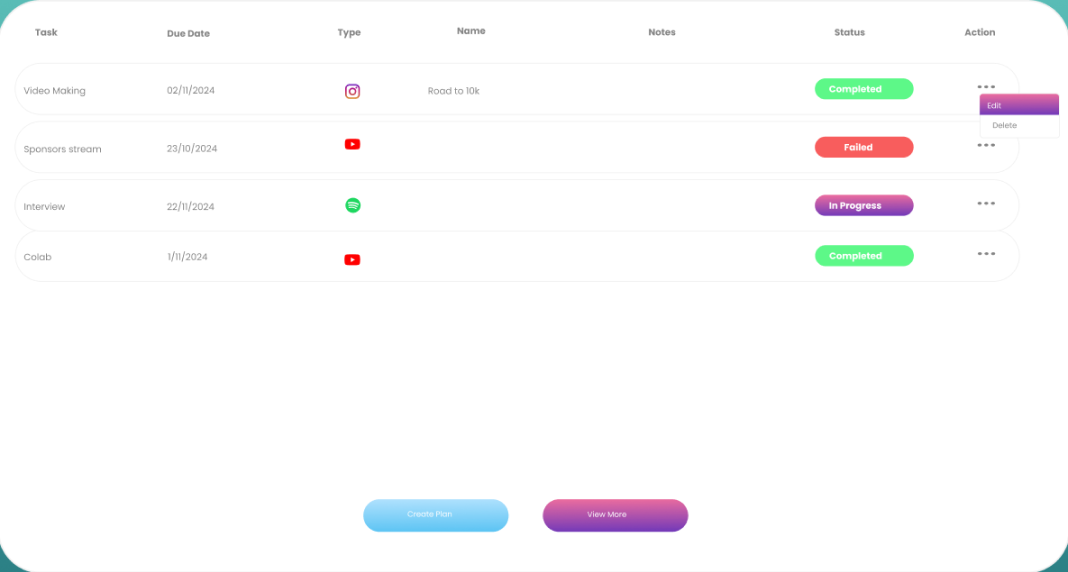 Task Due Date Type Name Notes Status Action
Video Making 02/11/2024 Road to 10k Completed
Edit
Delete
Sponsors stream 23/10/2024 Failed
Interview 22/11/2024 In Progress
Colab 1/11/2024 Completed
Create Plan View More